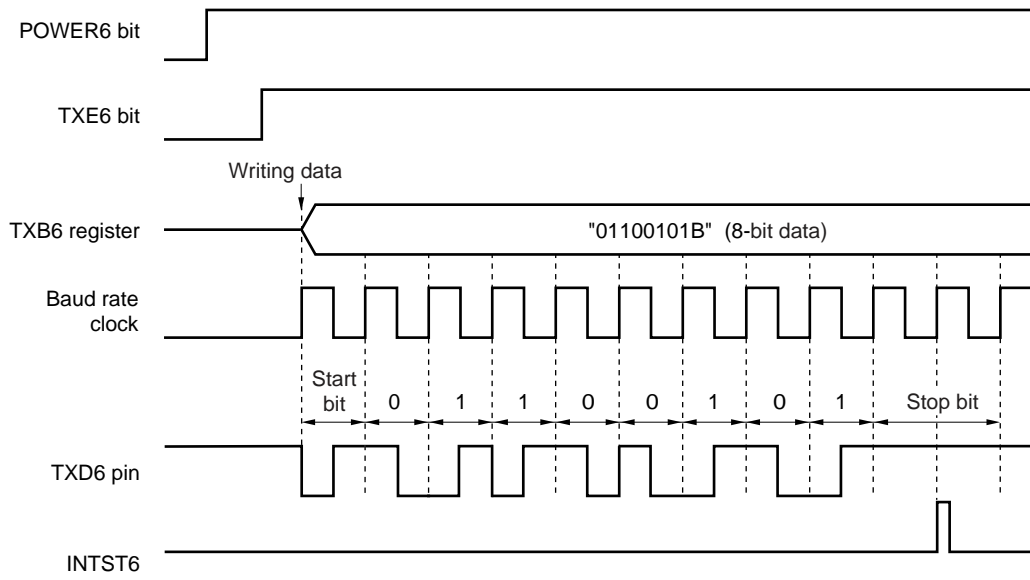 POWER6 bit
TXE6 bit
Writing data
TXB6 register
"01100101B" (8-bit data)
Baud rate
clock
Start
bit
0 1 1 0 0 1 0 1 Stop bit
TXD6 pin
INTST6